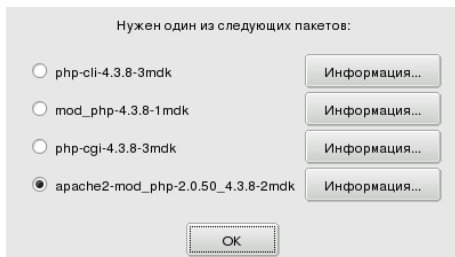 Нужен один из следующих пакетов:
php-cli-4.3.8-3mdk Информация...
mod_php-4.3.8-1mdk Информация...
php-cgi-4.3.8-3mdk Информация...
apache2-mod_php-2.0.50_4.3.8-2mdk Информация...
OK